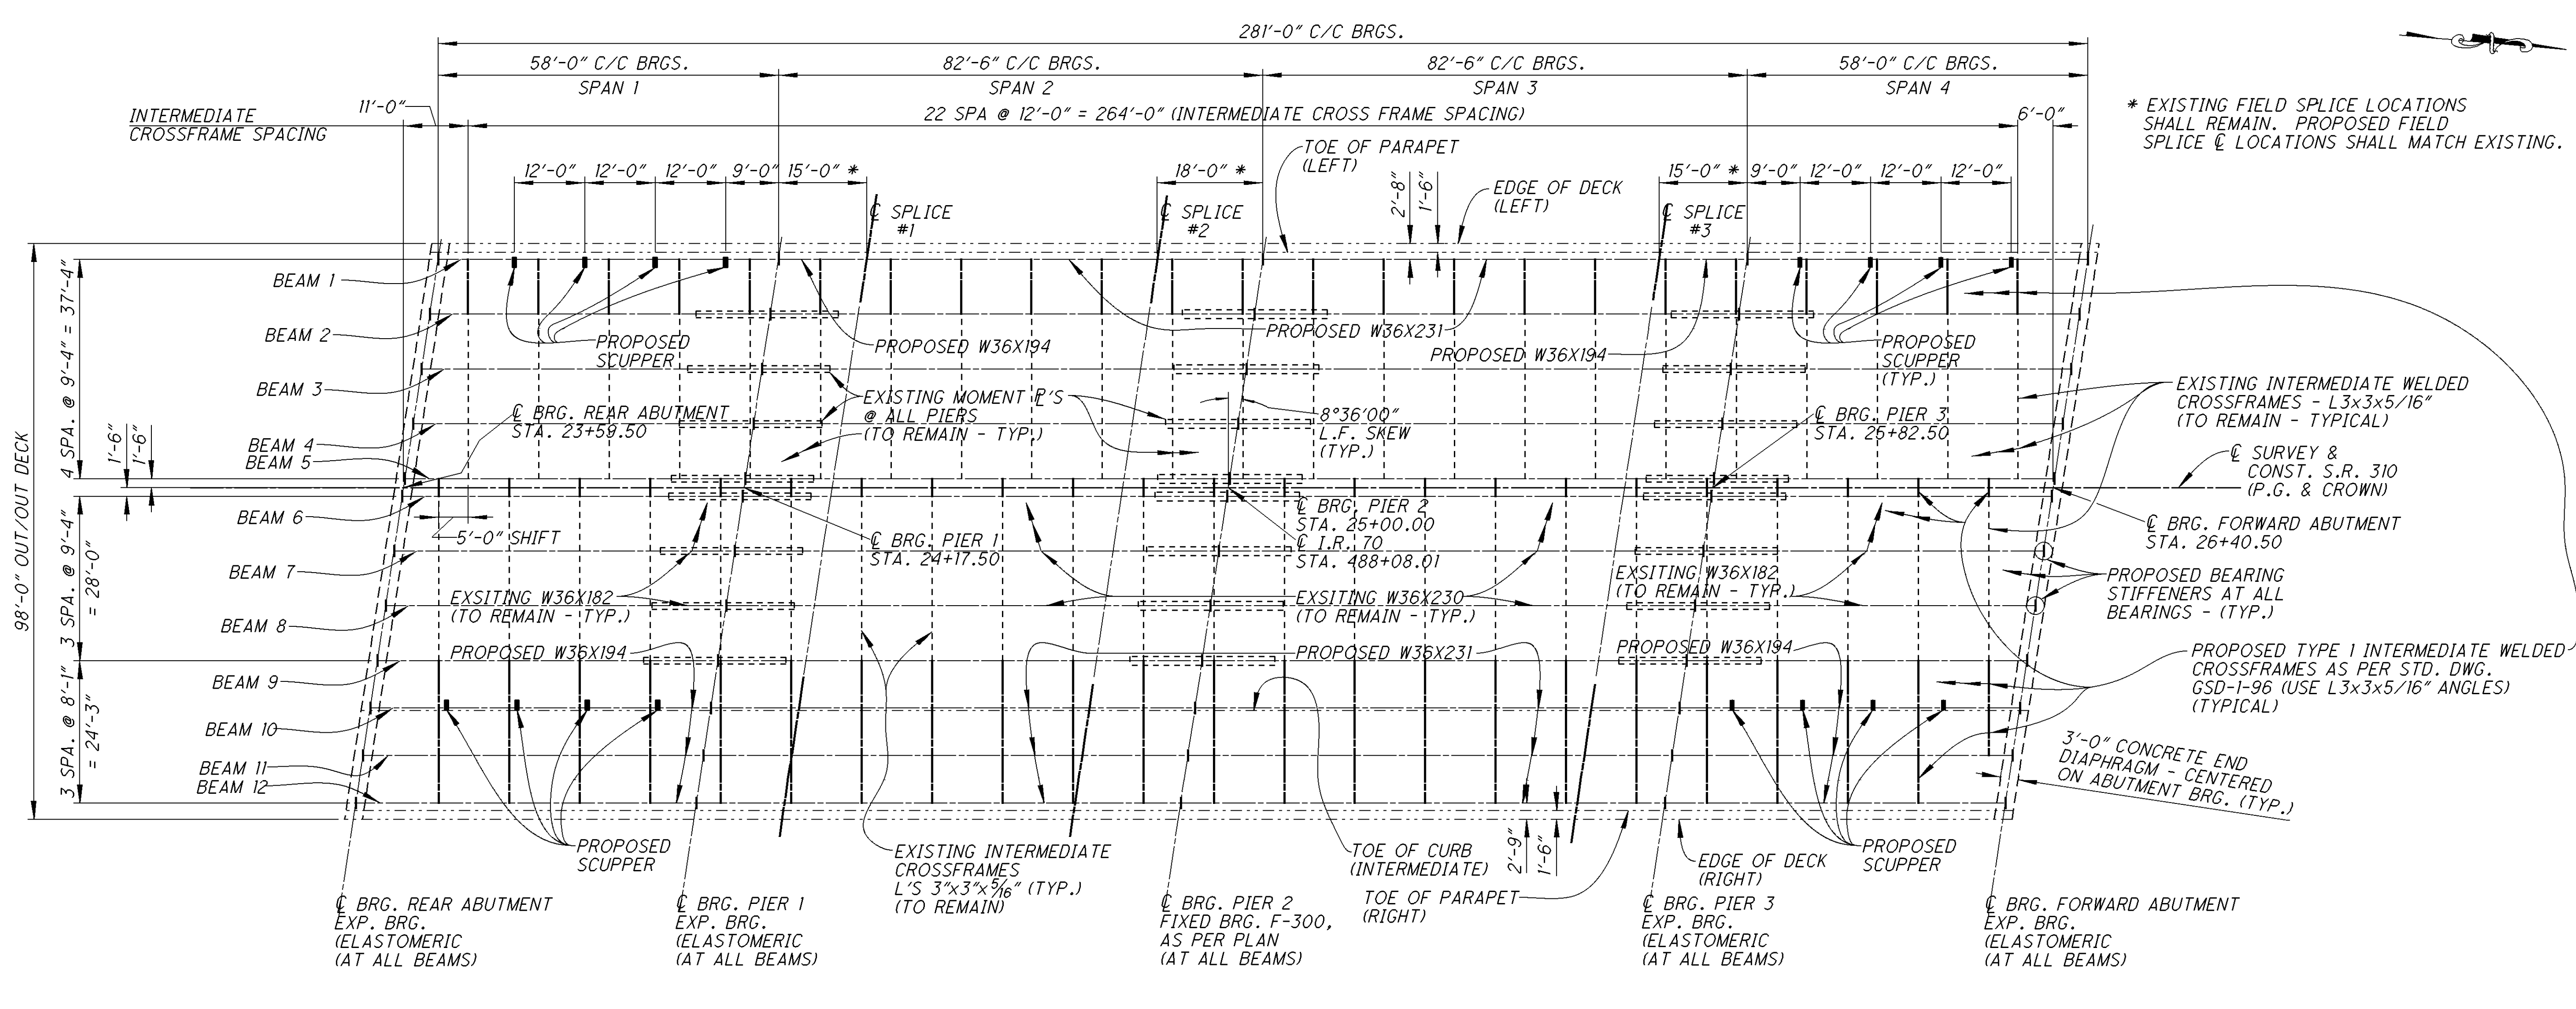 281'-0" C/C BRGS.
58'-0" C/C BRGS.
82'-6" C/C BRGS.
82'-6" C/C BRGS.
58'-0" C/C BRGS.
SPAN 1
SPAN 2
SPAN 3
SPAN 4
INTERMEDIATE
CROSSFRAME SPACING
11'-0"
22 SPA @ 12'-0" = 264'-0" (INTERMEDIATE CROSS FRAME SPACING)
6'-0"
* EXISTING FIELD SPLICE LOCATIONS
SHALL REMAIN. PROPOSED FIELD
SPLICE ℄ LOCATIONS SHALL MATCH EXISTING.
12'-0"
12'-0"
12'-0"
9'-0"
15'-0" *
18'-0" *
TOE OF PARAPET
(LEFT)
2'-8"
1'-6"
EDGE OF DECK
(LEFT)
15'-0" *
9'-0"
12'-0"
12'-0"
12'-0"
℄ SPLICE
#1
℄ SPLICE
#2
℄ SPLICE
#3
98'-0" OUT/OUT DECK
4 SPA. @ 9'-4" = 37'-4"
1'-6"
1'-6"
3 SPA. @ 9'-4"
= 28'-0"
3 SPA. @ 8'-1"
= 24'-3"
BEAM 1
BEAM 2
BEAM 3
BEAM 4
BEAM 5
BEAM 6
BEAM 7
BEAM 8
BEAM 9
BEAM 10
BEAM 11
BEAM 12
PROPOSED
SCUPPER
PROPOSED W36X194
PROPOSED W36X231
PROPOSED W36X194
PROPOSED
SCUPPER
(TYP.)
℄ BRG. REAR ABUTMENT
STA. 23+59.50
EXISTING MOMENT ℙ'S
@ ALL PIERS
(TO REMAIN - TYP.)
8°36'00"
L.F. SKEW
(TYP.)
℄ BRG. PIER 3
STA. 25+82.50
EXISTING INTERMEDIATE WELDED
CROSSFRAMES - L3x3x5/16"
(TO REMAIN - TYPICAL)
℄ SURVEY &
CONST. S.R. 310
(P.G. & CROWN)
5'-0" SHIFT
℄ BRG. PIER 1
STA. 24+17.50
℄ BRG. PIER 2
STA. 25+00.00
℄ I.R. 70
STA. 488+08.01
℄ BRG. FORWARD ABUTMENT
STA. 26+40.50
EXSITING W36X182
(TO REMAIN - TYP.)
EXSITING W36X230
(TO REMAIN - TYP.)
EXSITING W36X182
(TO REMAIN - TYP.)
PROPOSED BEARING
STIFFENERS AT ALL
BEARINGS - (TYP.)
PROPOSED W36X194
PROPOSED W36X231
PROPOSED W36X194
PROPOSED TYPE 1 INTERMEDIATE WELDED
CROSSFRAMES AS PER STD. DWG.
GSD-1-96 (USE L3x3x5/16" ANGLES)
(TYPICAL)
3'-0" CONCRETE END
DIAPHRAGM - CENTERED
ON ABUTMENT BRG. (TYP.)
PROPOSED
SCUPPER
EXISTING INTERMEDIATE
CROSSFRAMES
L'S 3"x3"x5/16" (TYP.)
(TO REMAIN)
TOE OF CURB
(INTERMEDIATE)
2'-9"
1'-6"
TOE OF PARAPET
(RIGHT)
EDGE OF DECK
(RIGHT)
PROPOSED
SCUPPER
℄ BRG. REAR ABUTMENT
EXP. BRG.
(ELASTOMERIC
(AT ALL BEAMS)
℄ BRG. PIER 1
EXP. BRG.
(ELASTOMERIC
(AT ALL BEAMS)
℄ BRG. PIER 2
FIXED BRG. F-300,
AS PER PLAN
(AT ALL BEAMS)
℄ BRG. PIER 3
EXP. BRG.
(ELASTOMERIC
(AT ALL BEAMS)
℄ BRG. FORWARD ABUTMENT
EXP. BRG.
(ELASTOMERIC
(AT ALL BEAMS)